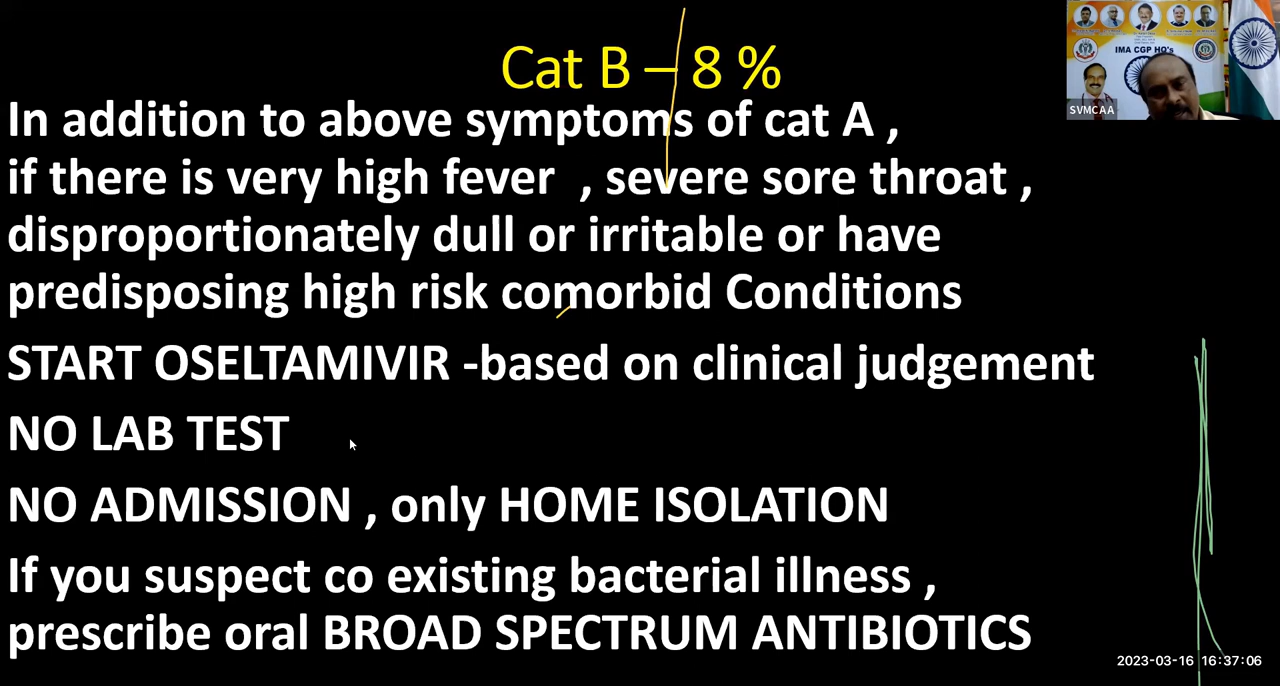 Cat B – 8 %
In addition to above symptoms of cat A ,
if there is very high fever , severe sore throat ,
disproportionately dull or irritable or have
predisposing high risk comorbid Conditions
START OSELTAMIVIR -based on clinical judgement
NO LAB TEST
NO ADMISSION , only HOME ISOLATION
If you suspect co existing bacterial illness ,
prescribe oral BROAD SPECTRUM ANTIBIOTICS
IMA CGP HQ's
SVMCAA
2023-03-16 16:37:06